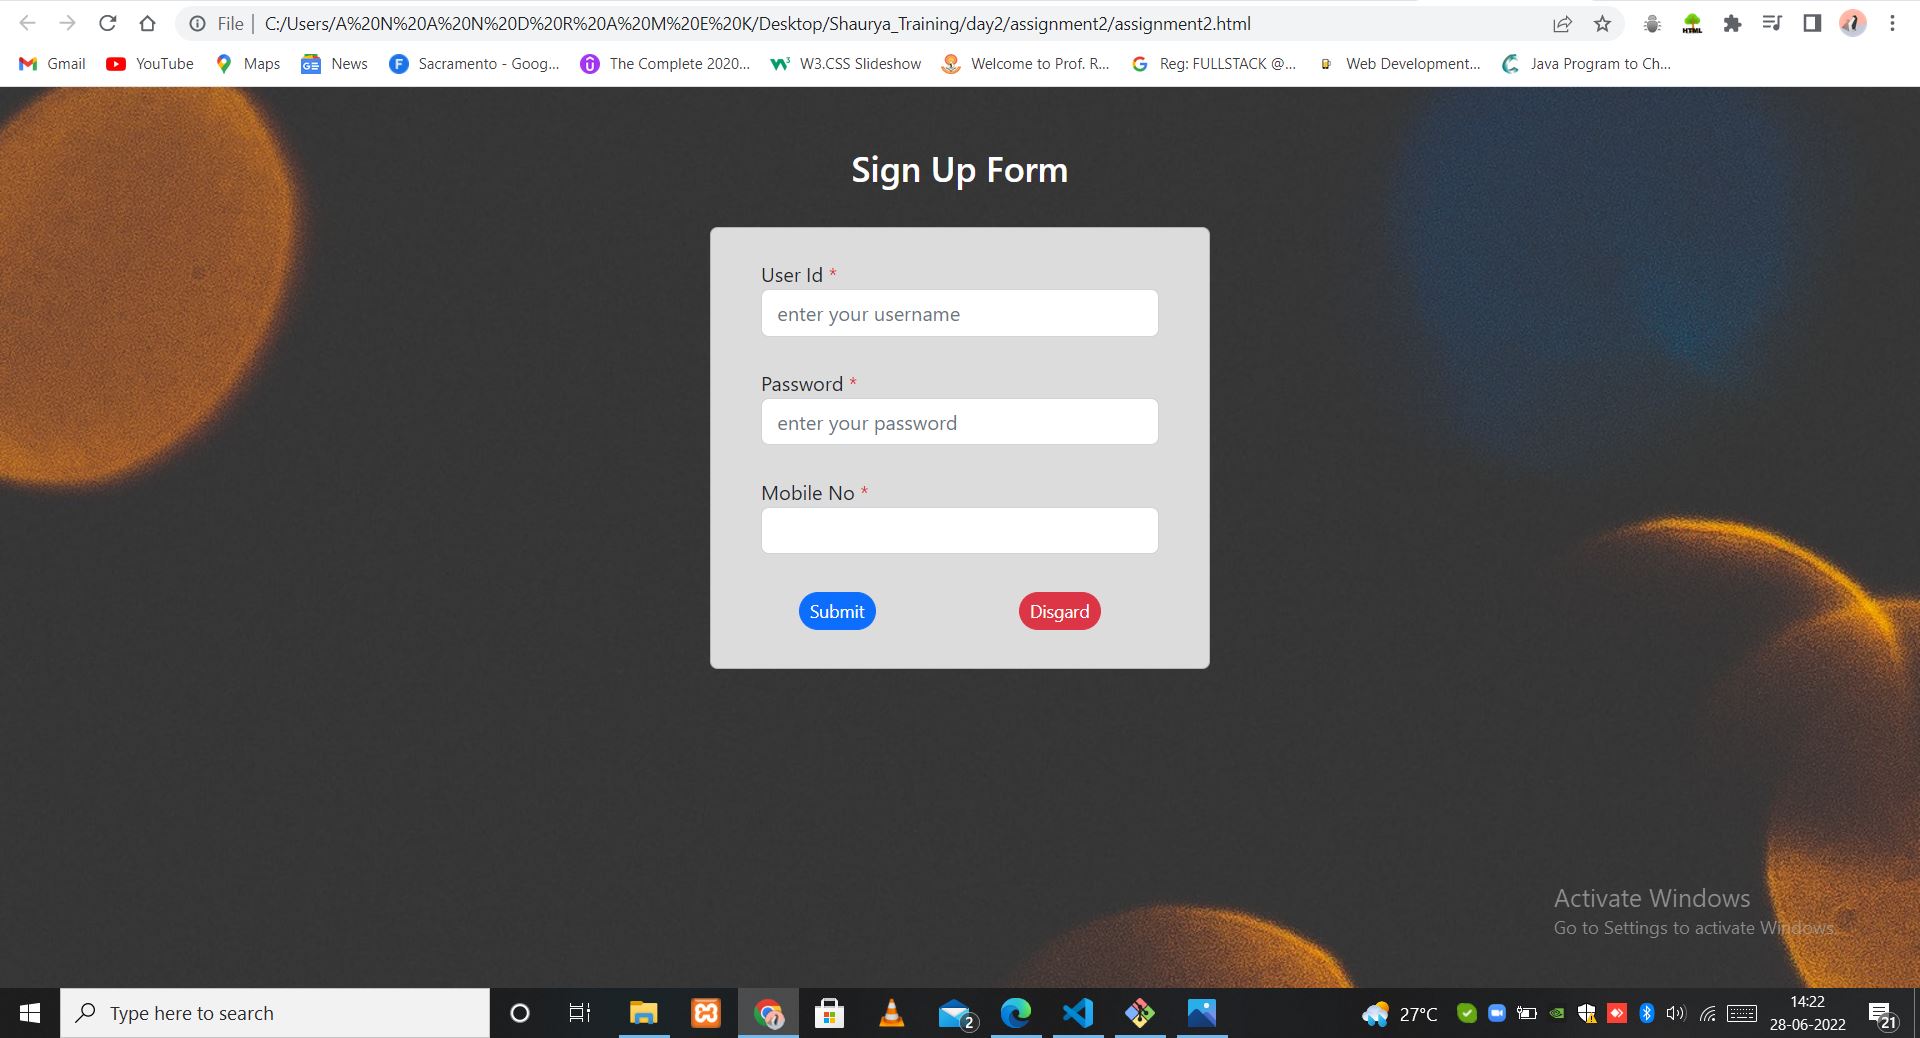 File | C:/Users/A%20N%20A%20N%20D%20R%20A%20M%20E%20K/Desktop/Shaurya_Training/day2/assignment2/assignment2.html
HTML
Gmail YouTube Maps News Sacramento - Goog... The Complete 2020... W3.CSS Slideshow Welcome to Prof. R... Reg: FULLSTACK @... Web Development... Java Program to Ch...
Sign Up Form
User Id *
enter your username
Password *
enter your password
Mobile No *
Submit Disgard
Activate Windows
Go to Settings to activate Windows.
Type here to search
2
27°C
14:22
28-06-2022
21